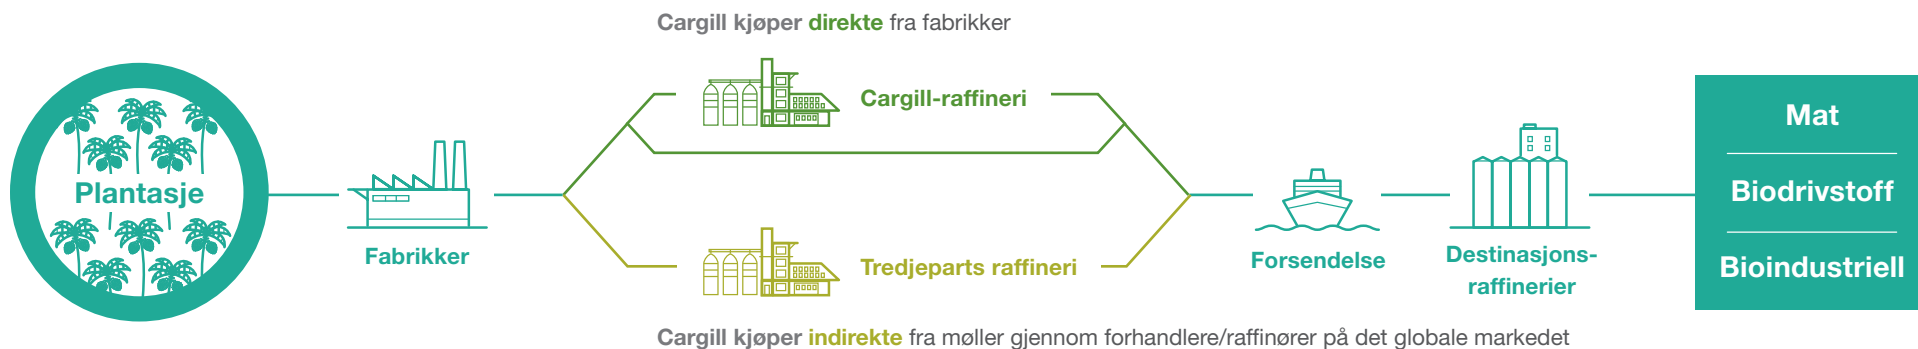 Cargill kjøper direkte fra fabrikker
Plantasje
Fabrikker
Cargill-raffineri
Tredjeparts raffineri
Forsendelse
Destinasjons-
raffinerier
Mat
Biodrivstoff
Bioindustriell
Cargill kjøper indirekte fra møller gjennom forhandlere/raffinører på det globale markedet